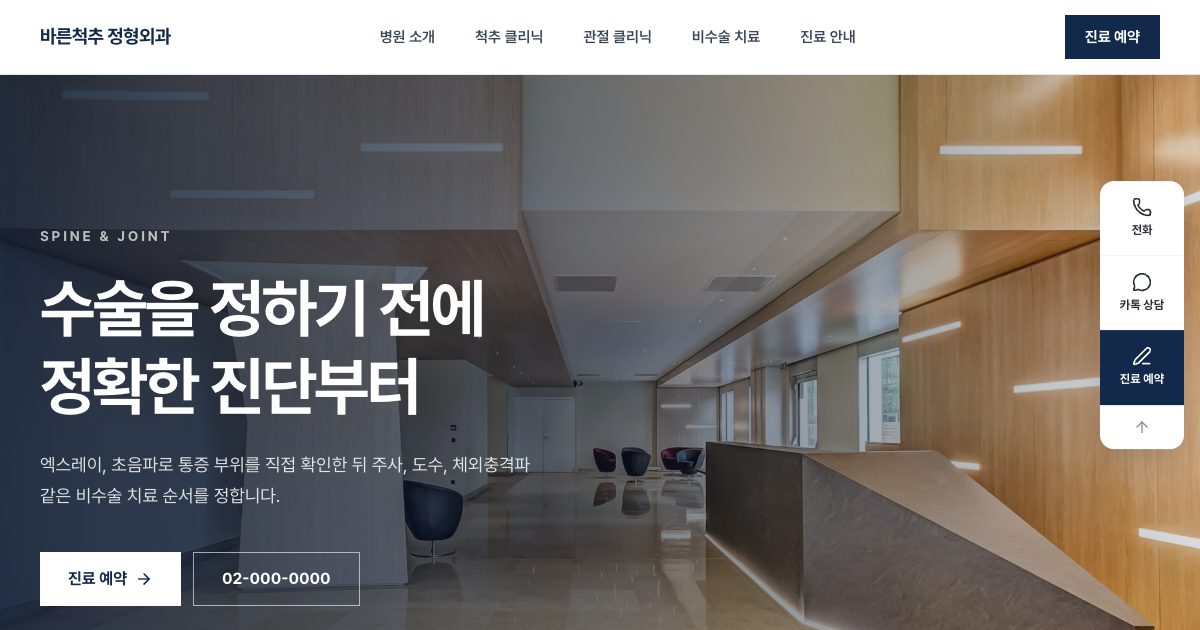 바른척추 정형외과
병원 소개
척추 클리닉
관절 클리닉
비수술 치료
진료 안내
진료 예약
SPINE & JOINT
수술을 정하기 전에
정확한 진단부터
엑스레이, 초음파로 통증 부위를 직접 확인한 뒤 주사, 도수, 체외충격파
같은 비수술 치료 순서를 정합니다.
진료 예약
02-000-0000
전화
카톡 상담
진료 예약